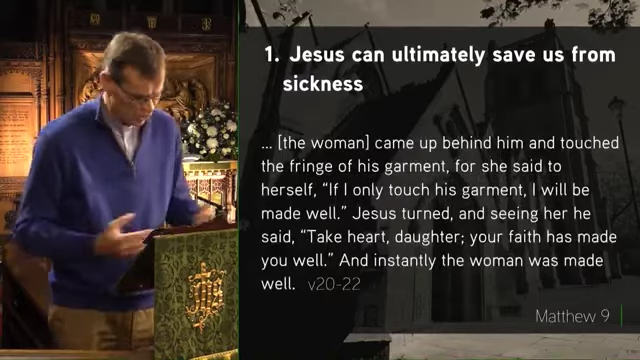 1. Jesus can ultimately save us from
sickness
... [the woman] came up behind him and touched
the fringe of his garment, for she said to
herself, “If I only touch his garment, I will be
made well.” Jesus turned, and seeing her he
said, “Take heart, daughter; your faith has made
you well.” And instantly the woman was made
well. v20-22
Matthew 9